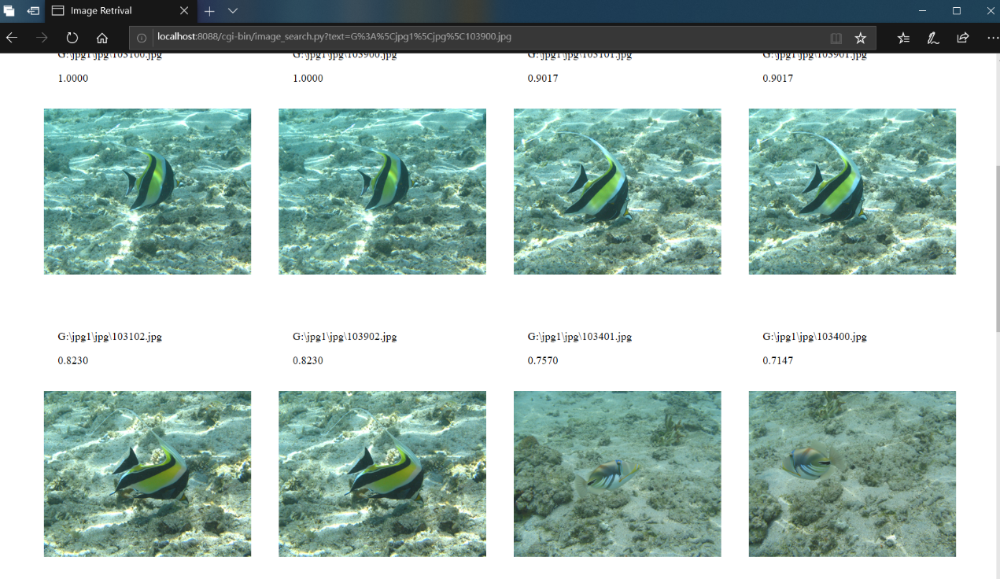 Image Retrival
localhost:8088/cgi-bin/image_search.py?text=G%3A%5Cjpg1%5Cjpg%5C103900.jpg
G:\jpg1\jpg\103100.jpg G:\jpg1\jpg\103900.jpg G:\jpg1\jpg\103101.jpg G:\jpg1\jpg\103901.jpg
1.0000 1.0000 0.9017 0.9017
G:\jpg1\jpg\103102.jpg G:\jpg1\jpg\103902.jpg G:\jpg1\jpg\103401.jpg G:\jpg1\jpg\103400.jpg
0.8230 0.8230 0.7570 0.7147